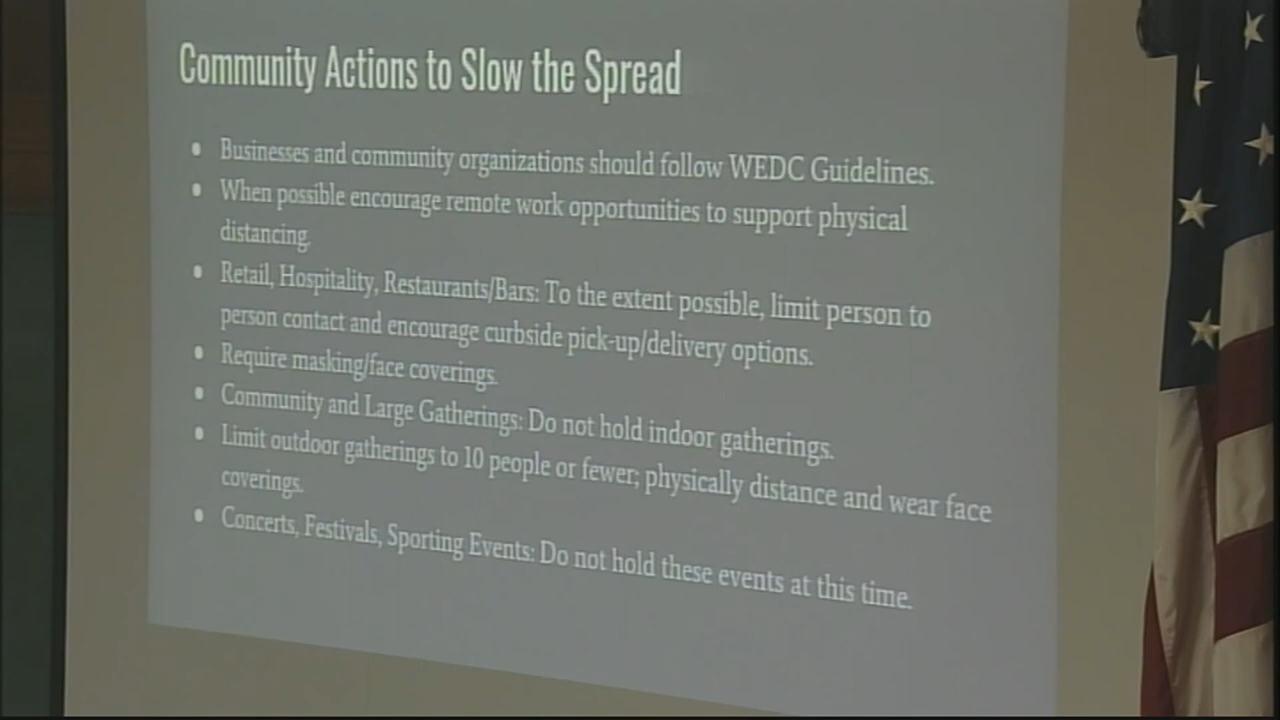 Community Actions to Slow the Spread
• Businesses and community organizations should follow WEDC Guidelines.
• When possible encourage remote work opportunities to support physical
distancing.
• Retail, Hospitality, Restaurants/Bars: To the extent possible, limit person to
person contact and encourage curbside pick-up/delivery options.
• Require masking/face coverings.
• Community and Large Gatherings: Do not hold indoor gatherings.
• Limit outdoor gatherings to 10 people or fewer; physically distance and wear face
coverings.
• Concerts, Festivals, Sporting Events: Do not hold these events at this time.